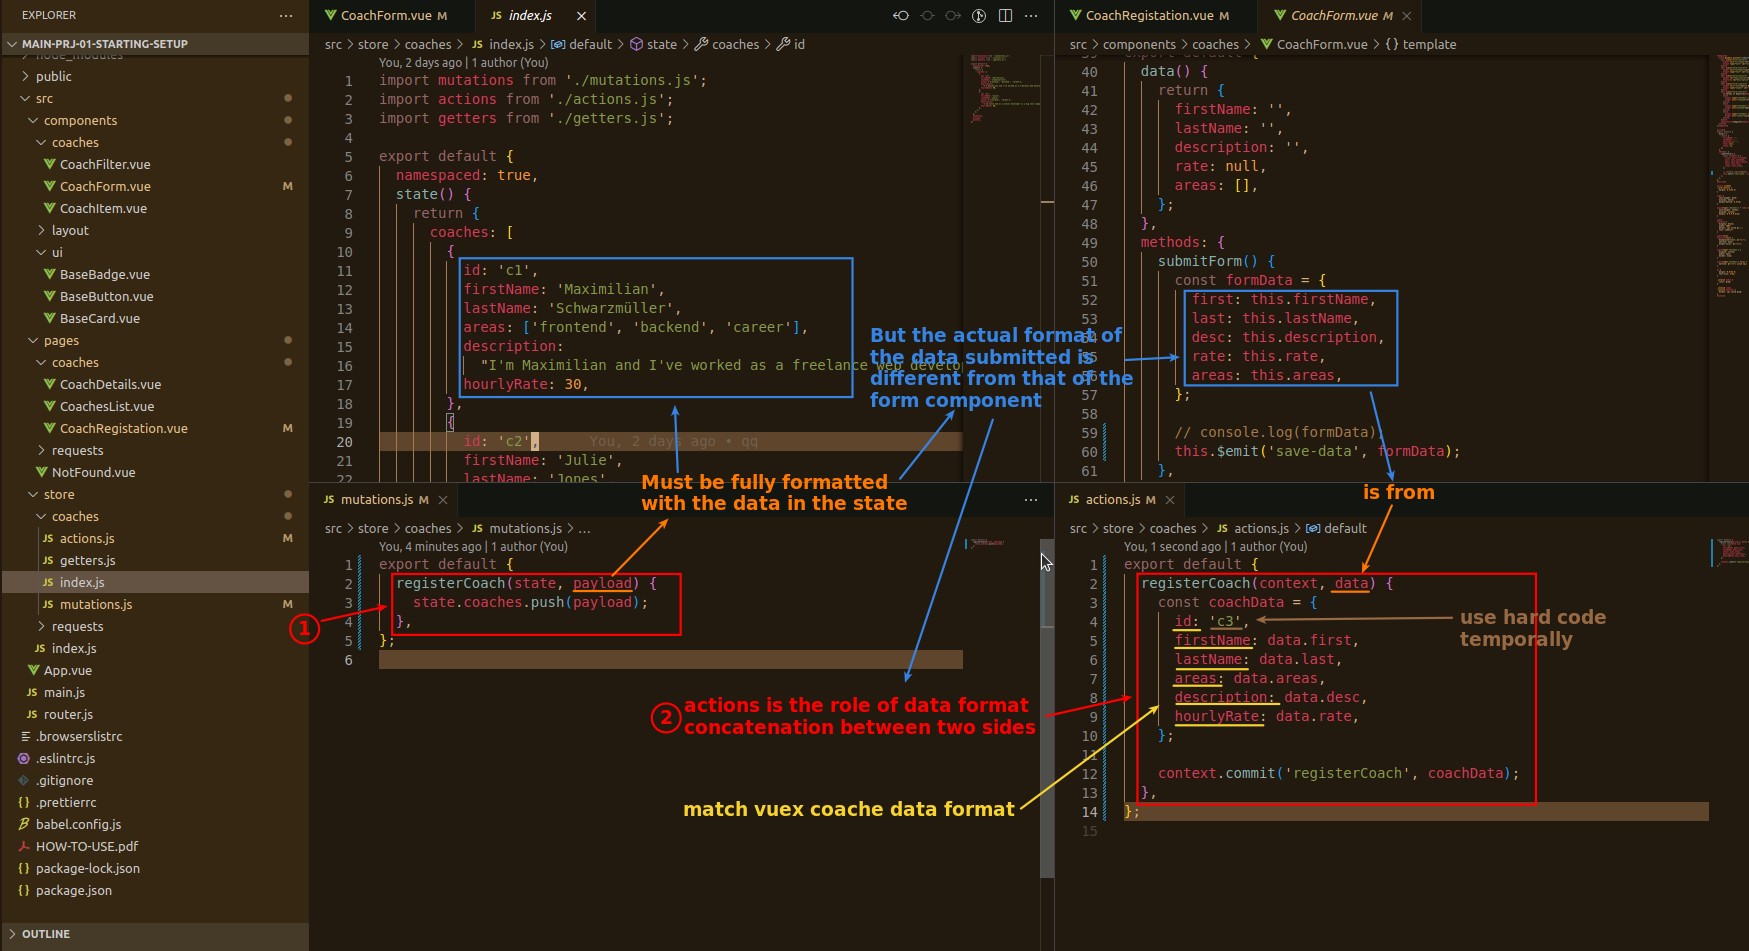 EXPLORER
MAIN-PRJ-01-STARTING-SETUP
node_modules
public
src
components
coaches
CoachFilter.vue
CoachForm.vue M
CoachItem.vue
layout
ui
BaseBadge.vue
BaseButton.vue
BaseCard.vue
pages
coaches
CoachDetails.vue
CoachesList.vue
CoachRegistation.vue M
requests
NotFound.vue
store
coaches
actions.js M
getters.js
index.js
mutations.js M
requests
index.js
App.vue
main.js
router.js
.browserslistrc
.eslintrc.js
.gitignore
.prettierrc
babel.config.js
HOW-TO-USE.pdf
package-lock.json
package.json
OUTLINE
CoachForm.vue M
JS index.js
src > store > coaches > JS index.js > default > state > coaches > id
You, 2 days ago | 1 author (You)
1 import mutations from './mutations.js';
2 import actions from './actions.js';
3 import getters from './getters.js';
4
5 export default {
6 namespaced: true,
7 state() {
8 return {
9 coaches: [
10 {
11 id: 'c1',
12 firstName: 'Maximilian',
13 lastName: 'Schwarzmüller',
14 areas: ['frontend', 'backend', 'career'],
15 description:
16 "I'm Maximilian and I've worked as a freelance web develo
17 hourlyRate: 30,
18 },
19 {
20 id: 'c2', You, 2 days ago • qq
21 firstName: 'Julie',
22 lastName: 'Jones'
CoachRegistation.vue M
CoachForm.vue M
src > components > coaches > CoachForm.vue > {} template
export default {
40 data() {
41 return {
42 firstName: '',
43 lastName: '',
44 description: '',
45 rate: null,
46 areas: [],
47 };
48 },
49 methods: {
50 submitForm() {
51 const formData = {
52 first: this.firstName,
53 last: this.lastName,
desc: this.description,
55 rate: this.rate,
56 areas: this.areas,
57 };
58
59 // console.log(formData)
60 this.$emit('save-data', formData);
61 },
But the actual format of
the data submitted is
different from that of the
form component
Must be fully formatted
with the data in the state
is from
JS mutations.js M
src > store > coaches > JS mutations.js > ...
You, 4 minutes ago | 1 author (You)
1 export default {
2 registerCoach(state, payload) {
3 state.coaches.push(payload);
4 },
5 };
6
1
2 actions is the role of data format
concatenation between two sides
match vuex coache data format
JS actions.js M
src > store > coaches > JS actions.js > default
You, 1 second ago | 1 author (You)
1 export default {
2 registerCoach(context, data) {
3 const coachData = {
4 id: 'c3',
5 firstName: data.first,
6 lastName: data.last,
7 areas: data.areas,
8 description: data.desc,
9 hourlyRate: data.rate,
10 };
11
12 context.commit('registerCoach', coachData);
13 },
14 };
15
use hard code
temporally